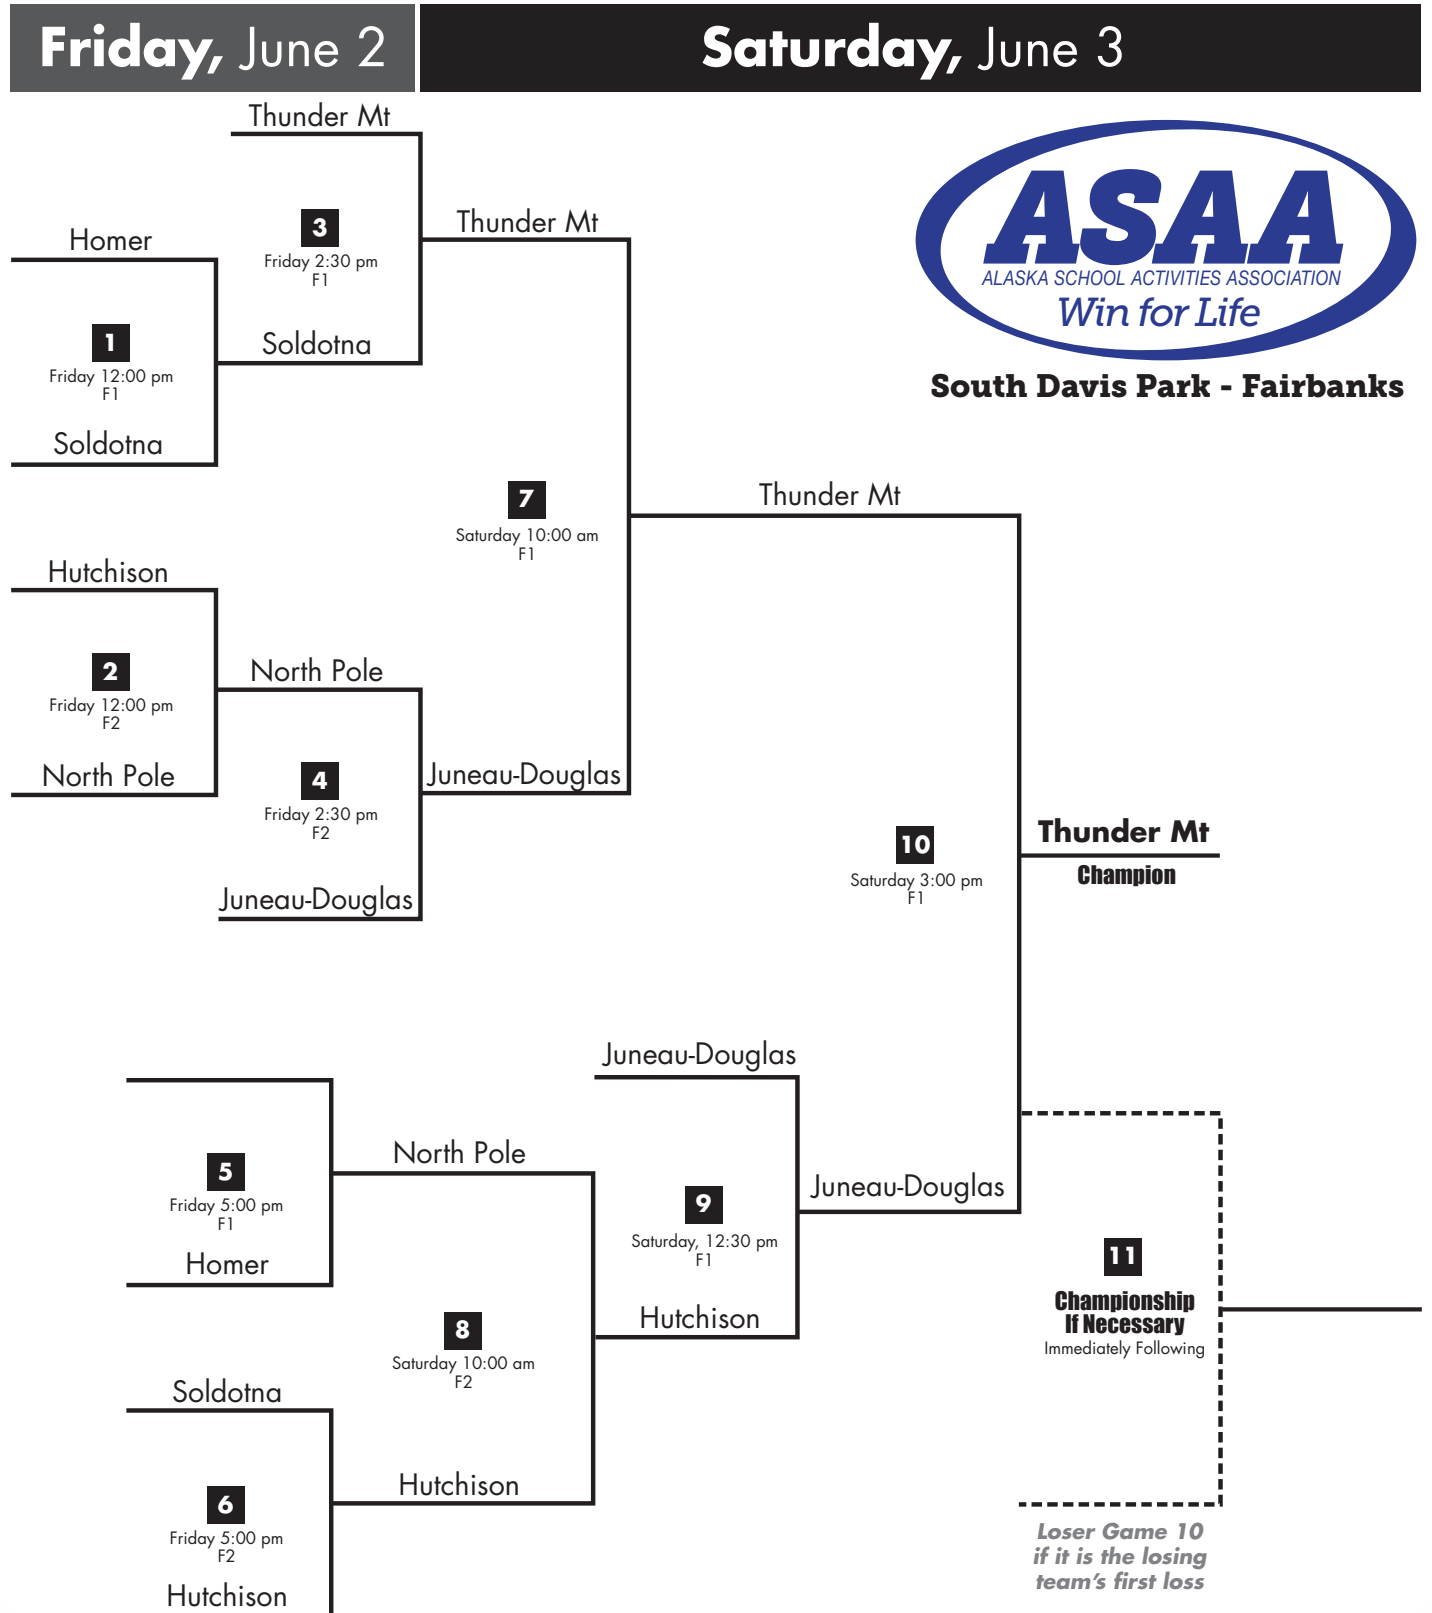 Friday, June 2
Saturday, June 3
Thunder Mt
ASAA
ALASKA SCHOOL ACTIVITIES ASSOCIATION
Win for Life
South Davis Park - Fairbanks
3
Friday 2:30 pm
F1
Thunder Mt
Homer
1
Friday 12:00 pm
F1
Soldotna
Soldotna
7
Saturday 10:00 am
F1
Thunder Mt
Hutchison
2
Friday 12:00 pm
F2
North Pole
North Pole
4
Friday 2:30 pm
F2
Juneau-Douglas
Juneau-Douglas
10
Saturday 3:00 pm
F1
Thunder Mt
Champion
Juneau-Douglas
5
Friday 5:00 pm
F1
Homer
North Pole
9
Saturday, 12:30 pm
F1
Juneau-Douglas
8
Saturday 10:00 am
F2
Hutchison
11
Championship
If Necessary
Immediately Following
Soldotna
6
Friday 5:00 pm
F2
Hutchison
Hutchison
Loser Game 10
if it is the losing
team's first loss